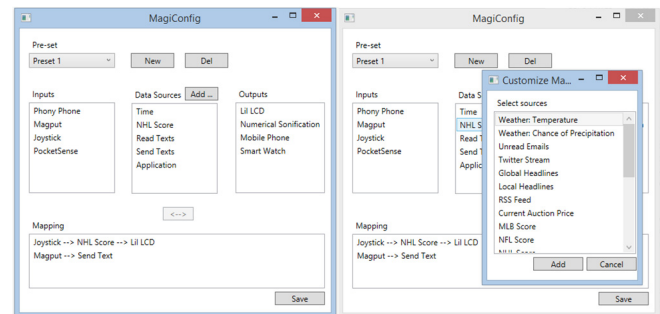 MagiConfig
Pre-set
Preset 1
New
Del
Inputs
Data Sources
Add ...
Outputs
Phony Phone
Magput
Joystick
PocketSense
Time
NHL Score
Read Texts
Send Texts
Application
Lil LCD
Numerical Sonification
Mobile Phone
Smart Watch
<-->
Mapping
Joystick --> NHL Score --> Lil LCD
Magput --> Send Text
Save
MagiConfig
Pre-set
Preset 1
New
Del
Inputs
Data S
Phony Phone
Magput
Joystick
PocketSense
Time
NHL S
Read T
Send T
Applic
Mapping
Joystick --> NHL Score --> Lil LCD
Magput --> Send Text
Save
Customize Ma...
Select sources
Weather: Temperature
Weather: Chance of Precipitation
Unread Emails
Twitter Stream
Global Headlines
Local Headlines
RSS Feed
Current Auction Price
MLB Score
NFL Score
Add
Cancel